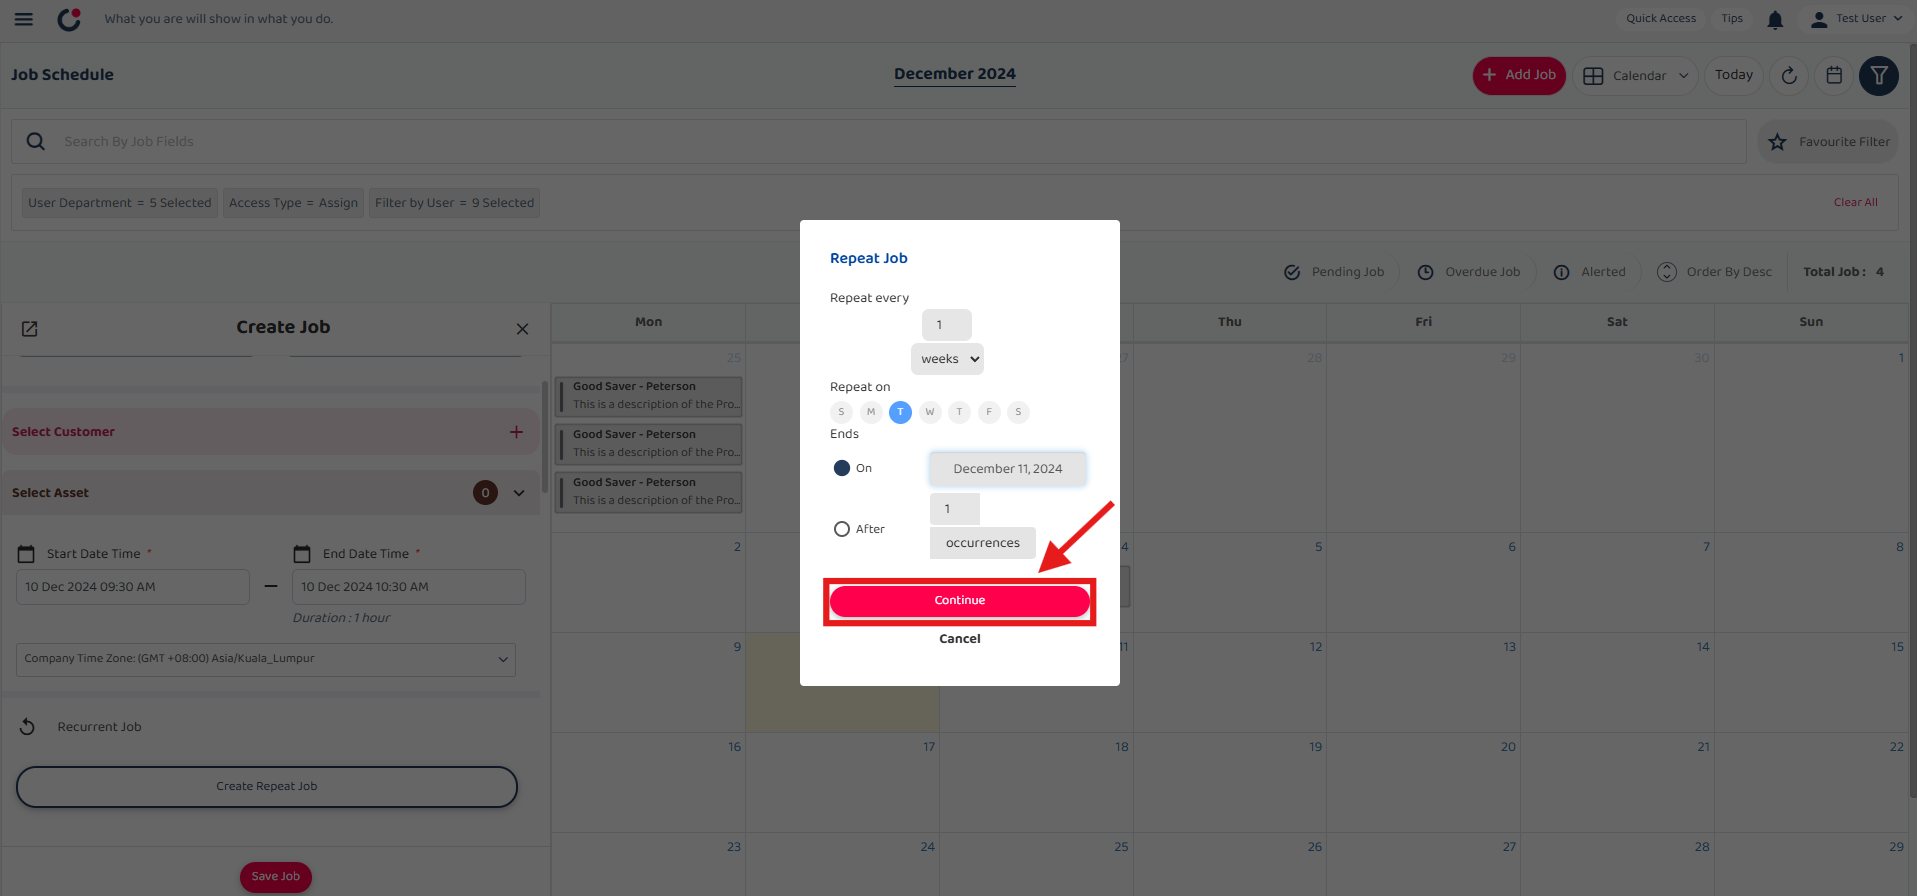 What you are will show in what you do.
Quick Access
Tips
Test User
Job Schedule
December 2024
+ Add Job
Calendar
Today
Search By Job Fields
Favourite Filter
User Department = 5 Selected
Access Type = Assign
Filter by User = 9 Selected
Clear All
Pending Job
Overdue Job
Alerted
Order By Desc
Total Job : 4
Create Job
Select Customer
Select Asset
0
Start Date Time *
End Date Time *
10 Dec 2024 09:30 AM
10 Dec 2024 10:30 AM
Duration : 1 hour
Company Time Zone: (GMT +08:00) Asia/Kuala_Lumpur
Recurrent Job
Create Repeat Job
Save Job
Mon
Thu
Fri
Sat
Sun
25
27
28
29
30
1
Good Saver - Peterson
This is a description of the Pro...
Good Saver - Peterson
This is a description of the Pro...
Good Saver - Peterson
This is a description of the Pro...
2
4
5
6
7
8
9
11
12
13
14
15
16
17
18
19
20
21
22
23
24
25
26
27
28
29
Repeat Job
Repeat every
1
weeks
Repeat on
S M T W T F S
Ends
On
December 11, 2024
After
1
occurrences
Continue
Cancel